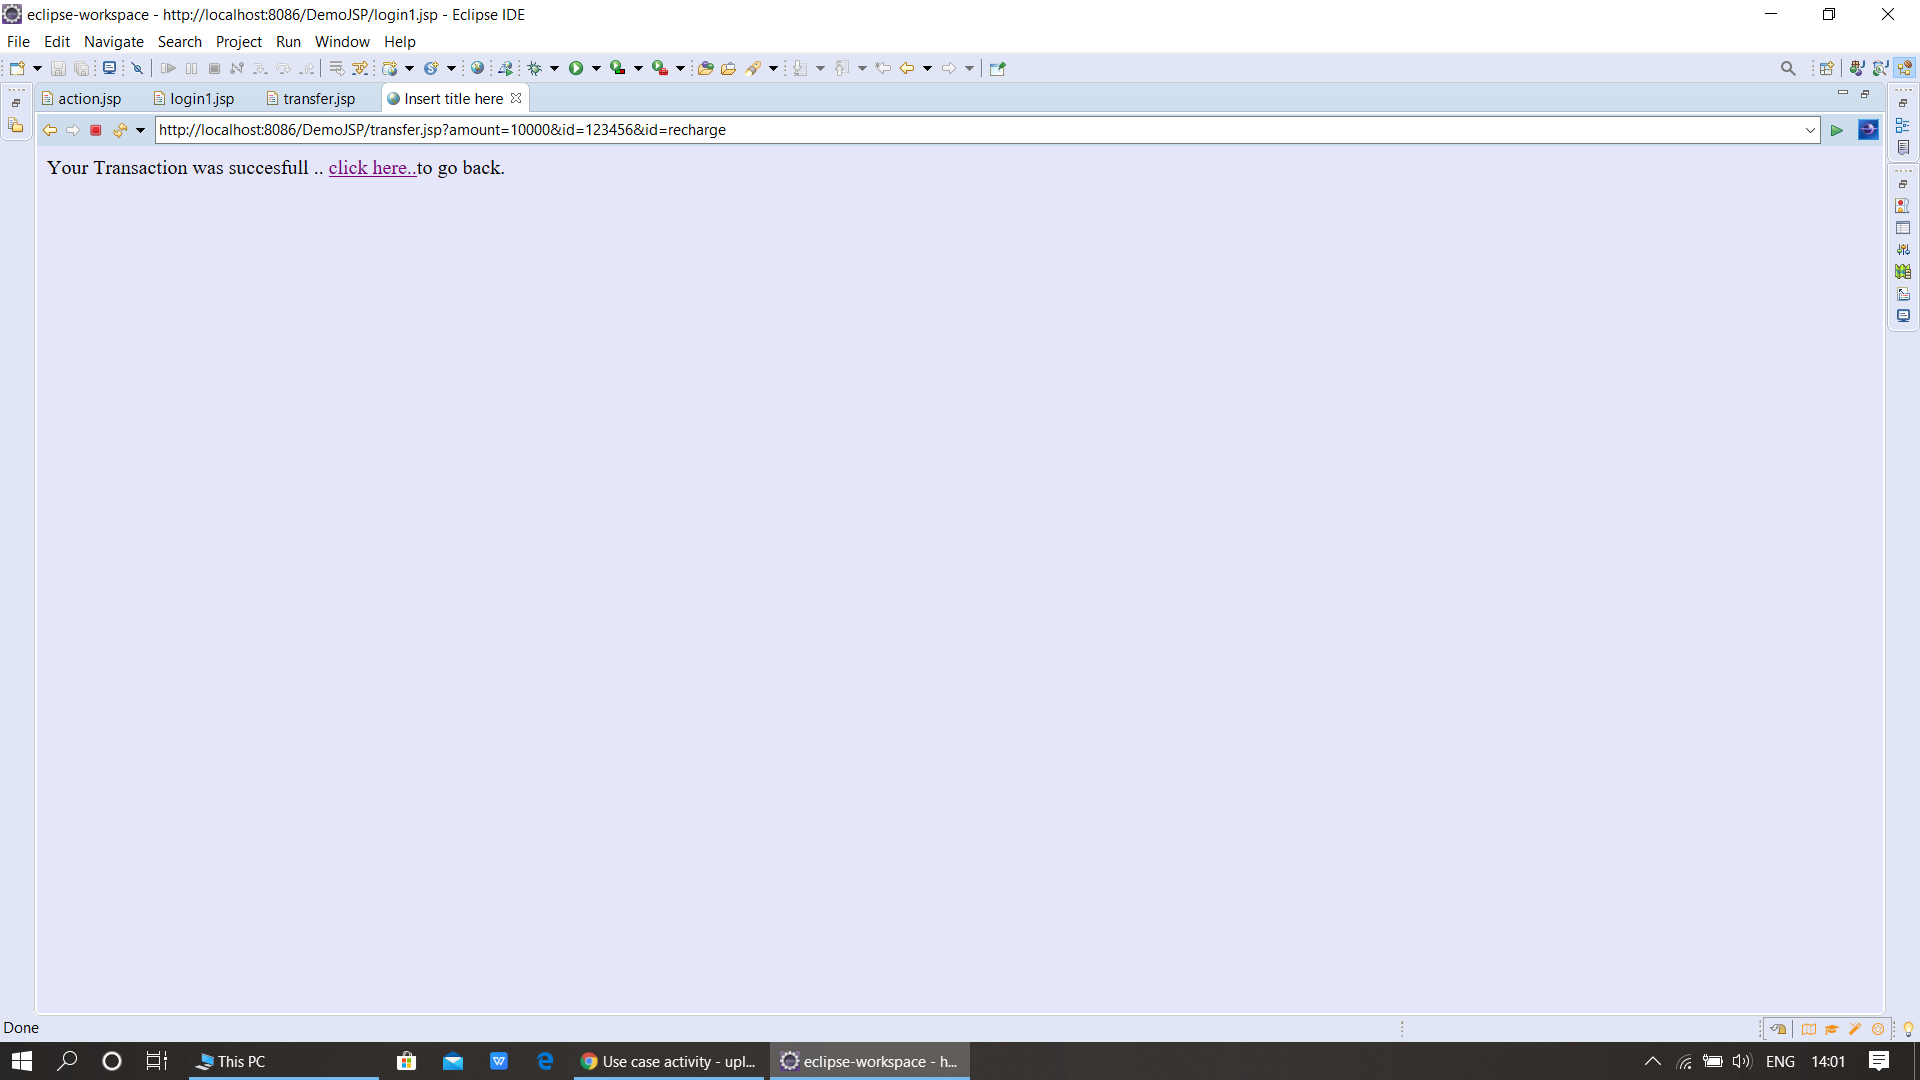 eclipse-workspace - http://localhost:8086/DemoJSP/login1.jsp - Eclipse IDE
File Edit Navigate Search Project Run Window Help
action.jsp login1.jsp transfer.jsp Insert title here
http://localhost:8086/DemoJSP/transfer.jsp?amount=10000&id=123456&id=recharge
Your Transaction was succesfull .. click here..to go back.
Done
This PC Use case activity - upl... eclipse-workspace - h... ENG 14:01